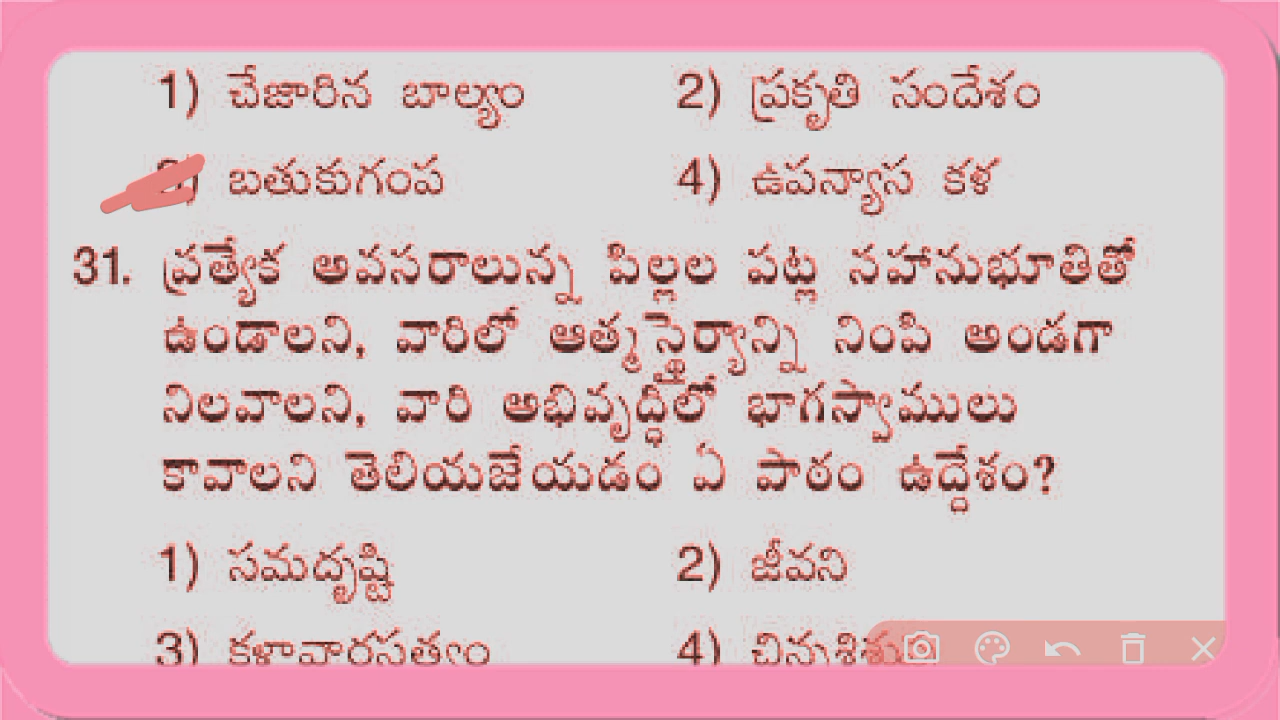 1) చేజారిన బాల్యం 2) ప్రకృతి సందేశం
3) బతుకుగంప 4) ఉపన్యాస కళ
31. ప్రత్యేక అవసరాలున్న పిల్లల పట్ల సహానుభూతితో
ఉండాలని, వారిలో ఆత్మస్థైర్యాన్ని నింపి అండగా
నిలవాలని, వారి అభివృద్ధిలో భాగస్వాములు
కావాలని తెలియజేయడం ఏ పాఠం ఉద్దేశం?
1) సమదృష్టి 2) జీవని
3) కళావారసత్వం 4)